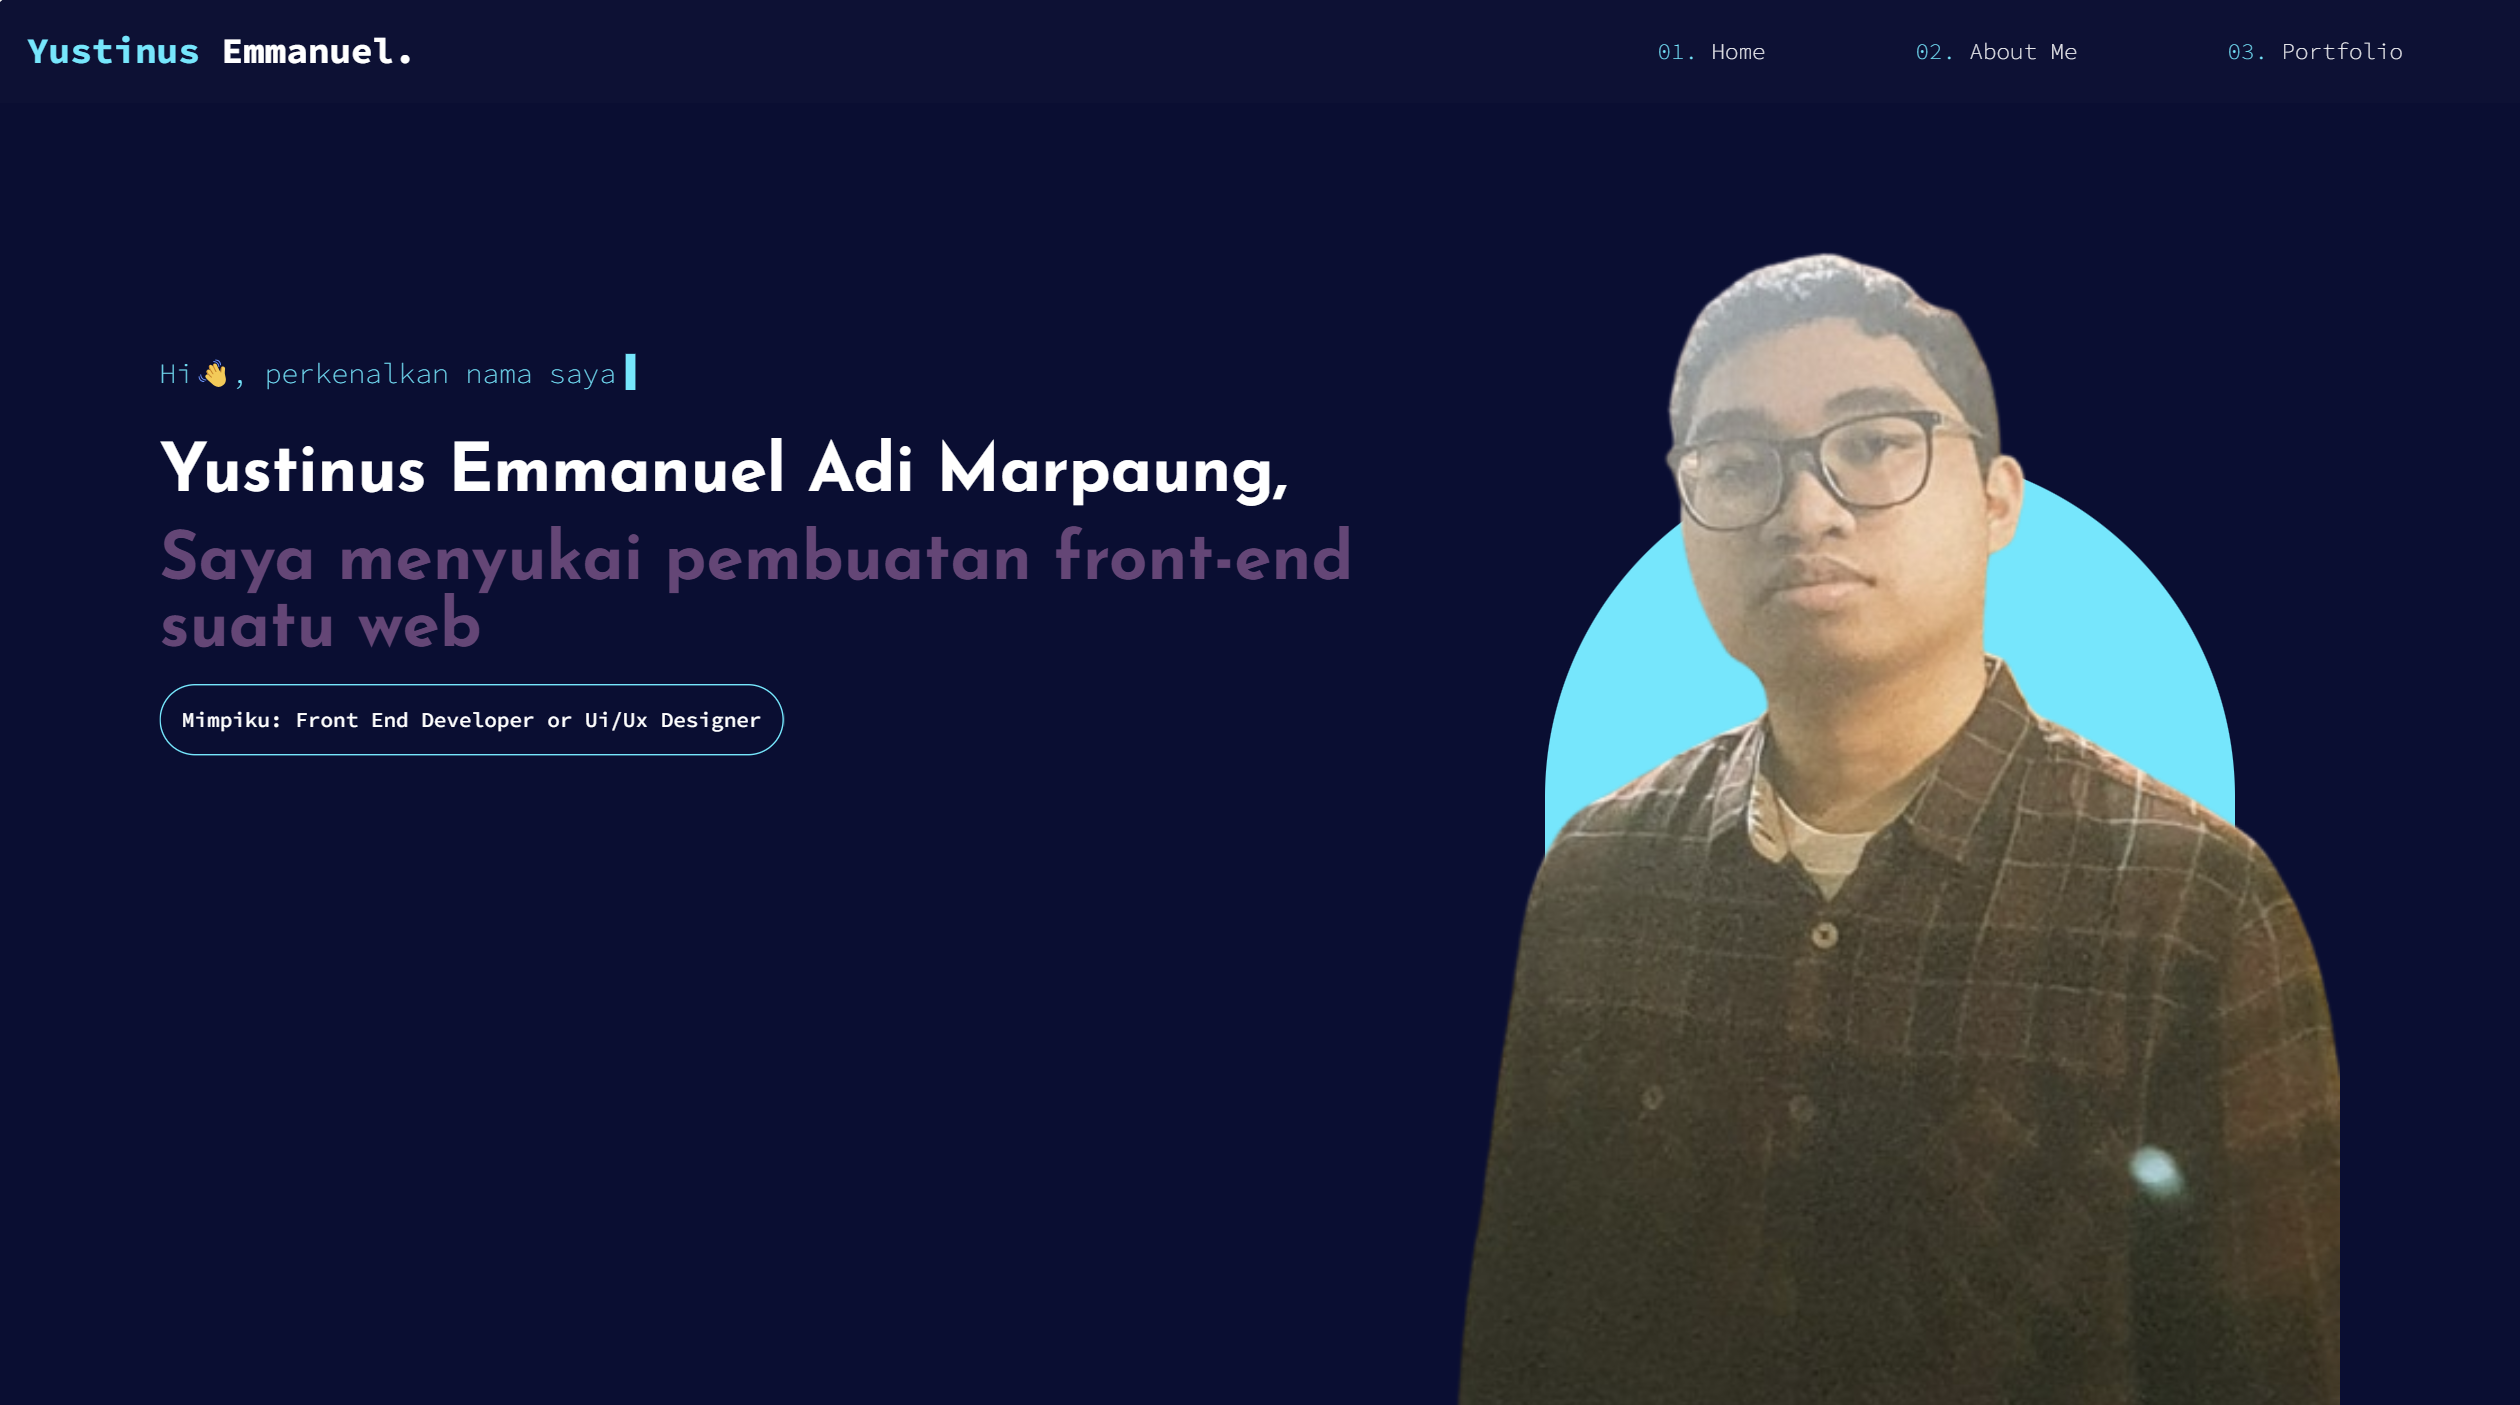 Yustinus Emmanuel.
01. Home
02. About Me
03. Portfolio
Hi👋, perkenalkan nama saya
Yustinus Emmanuel Adi Marpaung,
Saya menyukai pembuatan front-end
suatu web
Mimpiku: Front End Developer or Ui/Ux Designer